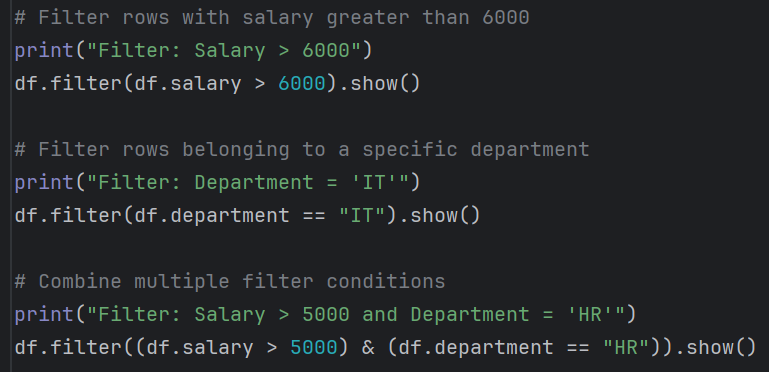 # Filter rows with salary greater than 6000
print("Filter: Salary > 6000")
df.filter(df.salary > 6000).show()
# Filter rows belonging to a specific department
print("Filter: Department = 'IT'")
df.filter(df.department == "IT").show()
# Combine multiple filter conditions
print("Filter: Salary > 5000 and Department = 'HR'")
df.filter((df.salary > 5000) & (df.department == "HR")).show()